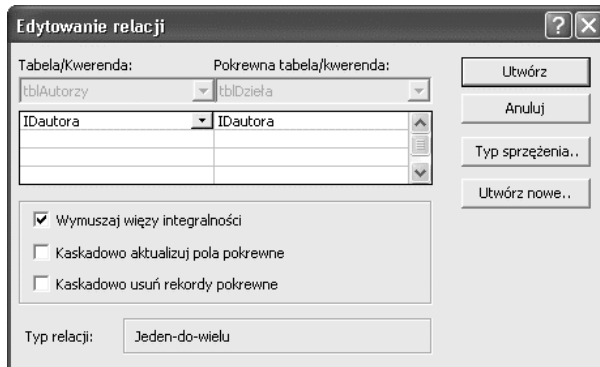 Edytowanie relacji
Tabela/Kwerenda: Pokrewna tabela/kwerenda:
tblAutorzy tblDzieła
IDautora IDautora
Utwórz
Anuluj
Typ sprzężenia..
Utwórz nowe..
Wymuszaj więzy integralności
Kaskadowo aktualizuj pola pokrewne
Kaskadowo usuń rekordy pokrewne
Typ relacji: Jeden-do-wielu